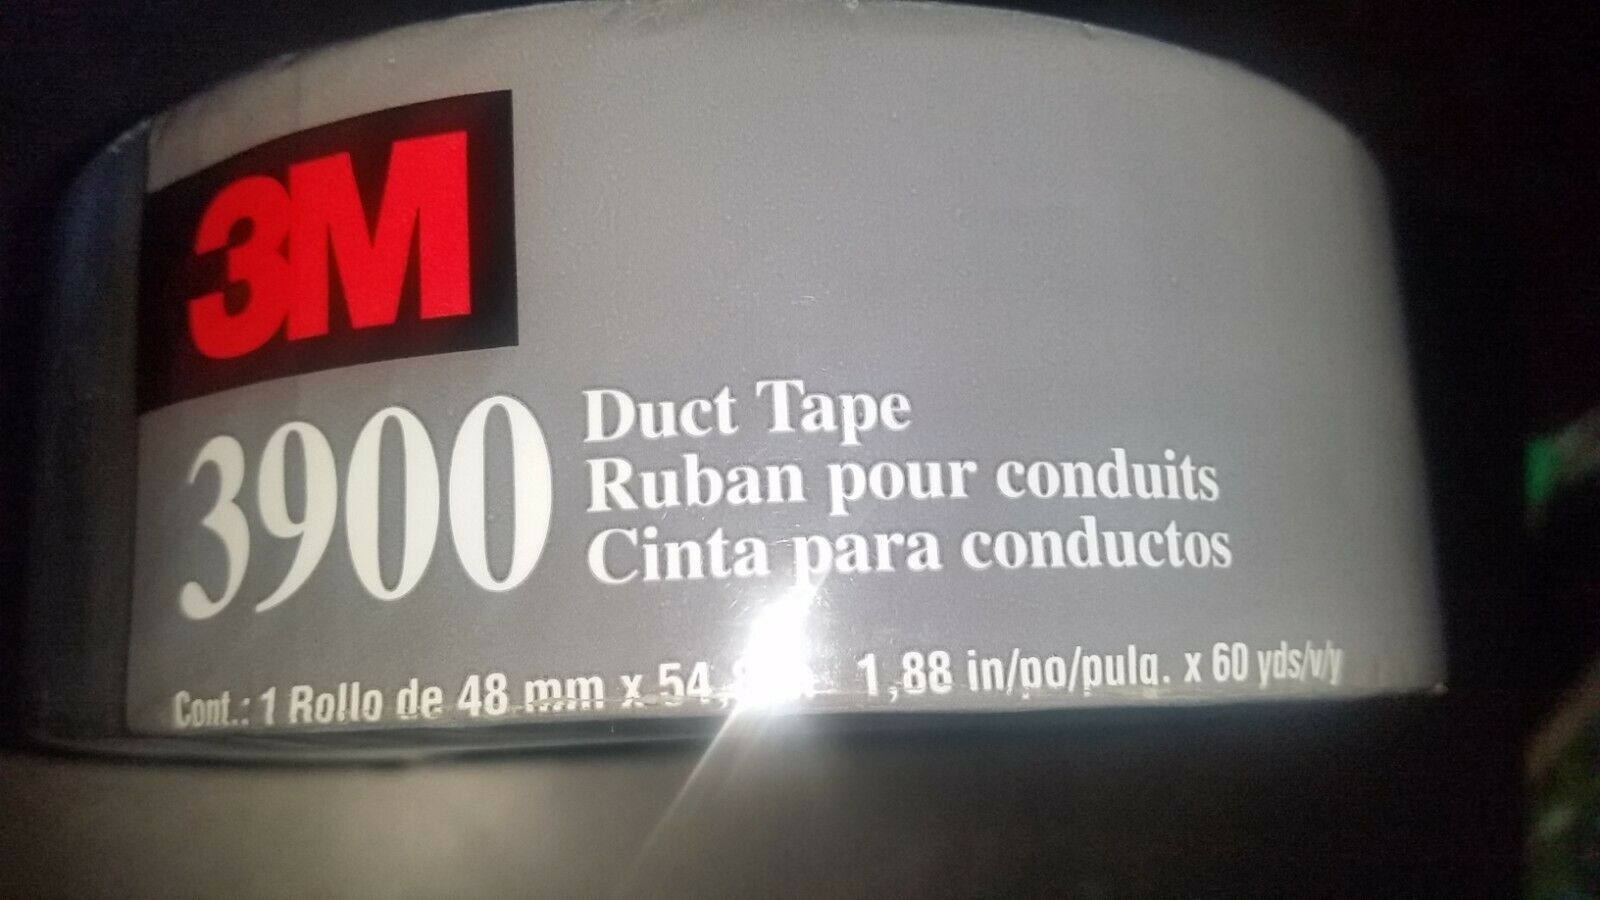 3M
3900
Duct Tape
Ruban pour conduits
Cinta para conductos
Cont.: 1 Rollo de 48 mm x 1,88 in/po/pulg. x 60 yds/v/y